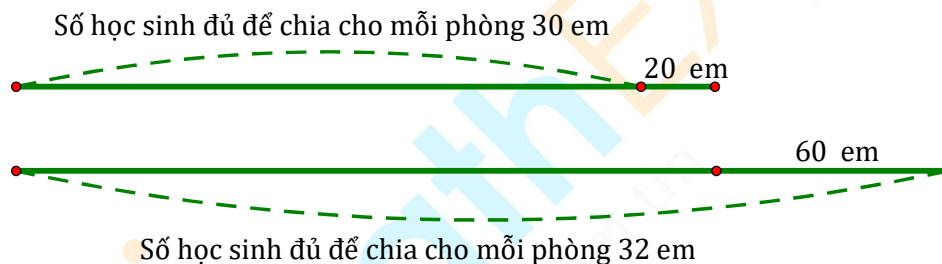 Số học sinh đủ để chia cho mỗi phòng 30 em
20 em
60 em
Số học sinh đủ để chia cho mỗi phòng 32 em